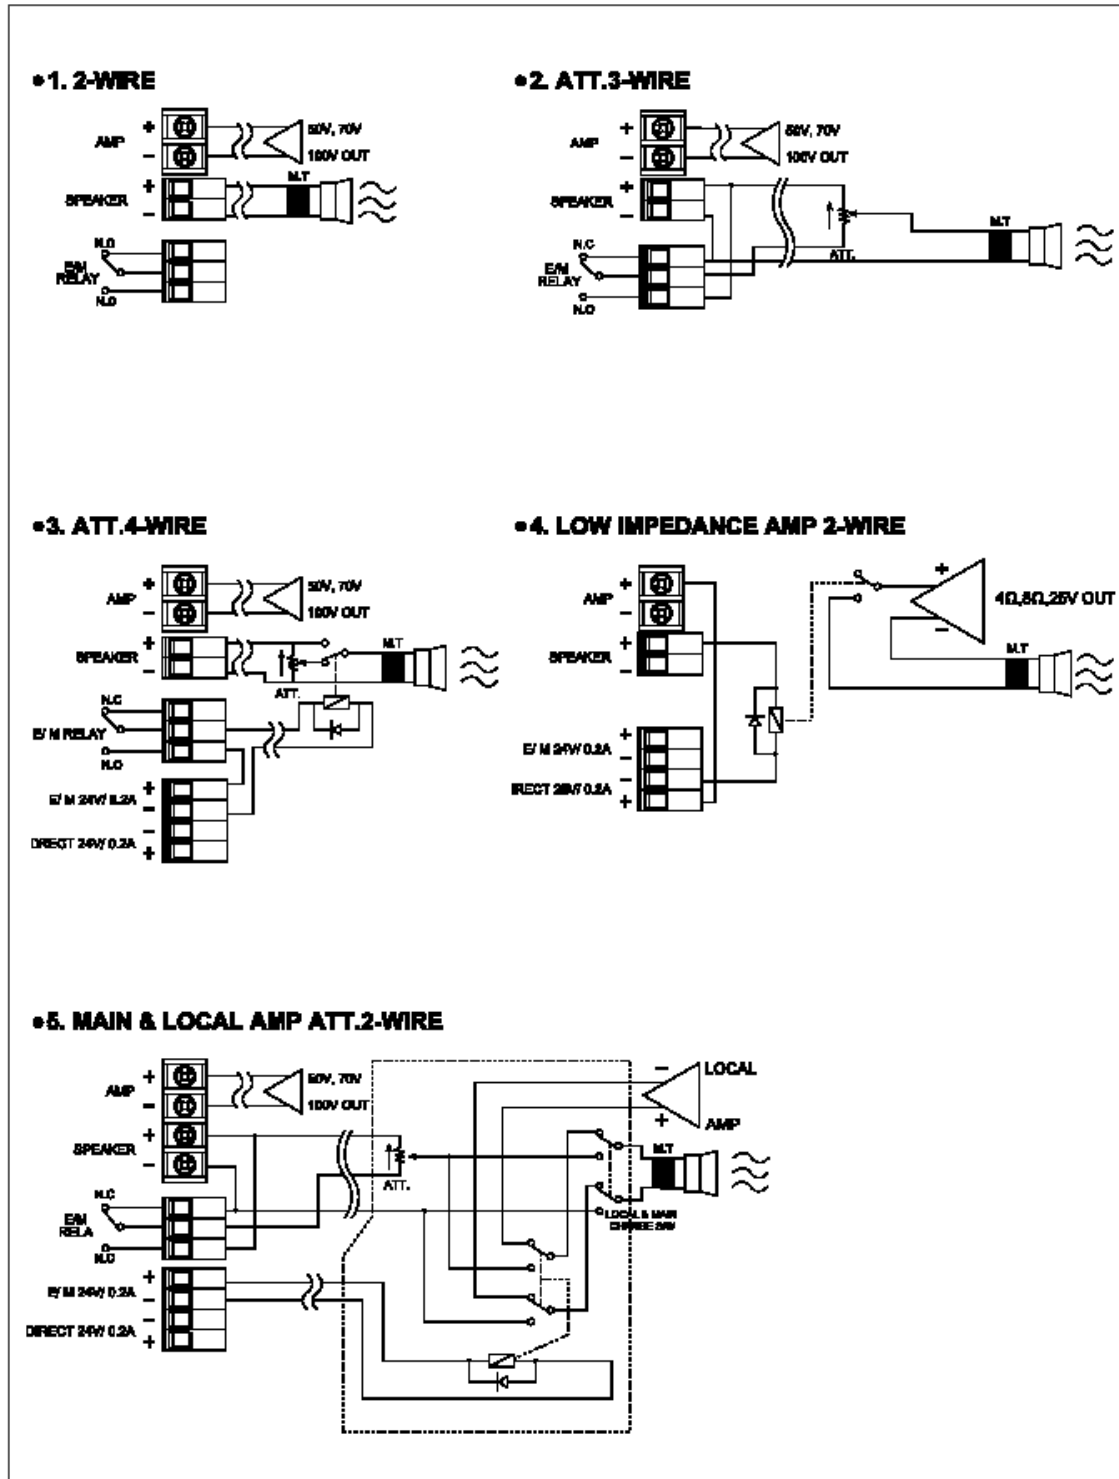 •1. 2-WIRE
AMP
+
−
50V, 70V
100V OUT
SPEAKER
+
−
M.T
N.O
E/M
RELAY
N.O
•2. ATT.3-WIRE
AMP
+
−
50V, 70V
100V OUT
SPEAKER
+
−
ATT.
M.T
N.C
E/M
RELAY
N.O
•3. ATT.4-WIRE
AMP
+
−
50V, 70V
100V OUT
SPEAKER
+
−
M.T
ATT.
N.C
E/ M RELAY
N.O
+
E/ M 24V/ 0.2A
−
−
DIRECT 24V/ 0.2A
+
•4. LOW IMPEDANCE AMP 2-WIRE
AMP
+
−
+
−
4Ω,8Ω,25V OUT
SPEAKER
+
−
M.T
+
E/ M 24V/ 0.2A
−
−
IRECT 24V/ 0.2A
+
•5. MAIN & LOCAL AMP ATT.2-WIRE
AMP
+
−
50V, 70V
100V OUT
−
LOCAL
+
AMP
SPEAKER
+
−
ATT.
M.T
LOCAL & MAIN
CHANGE S/W
N.C
E/M
RELA
N.C
+
E/ M 24V/ 0.2A
−
−
DIRECT 24V/ 0.2A
+